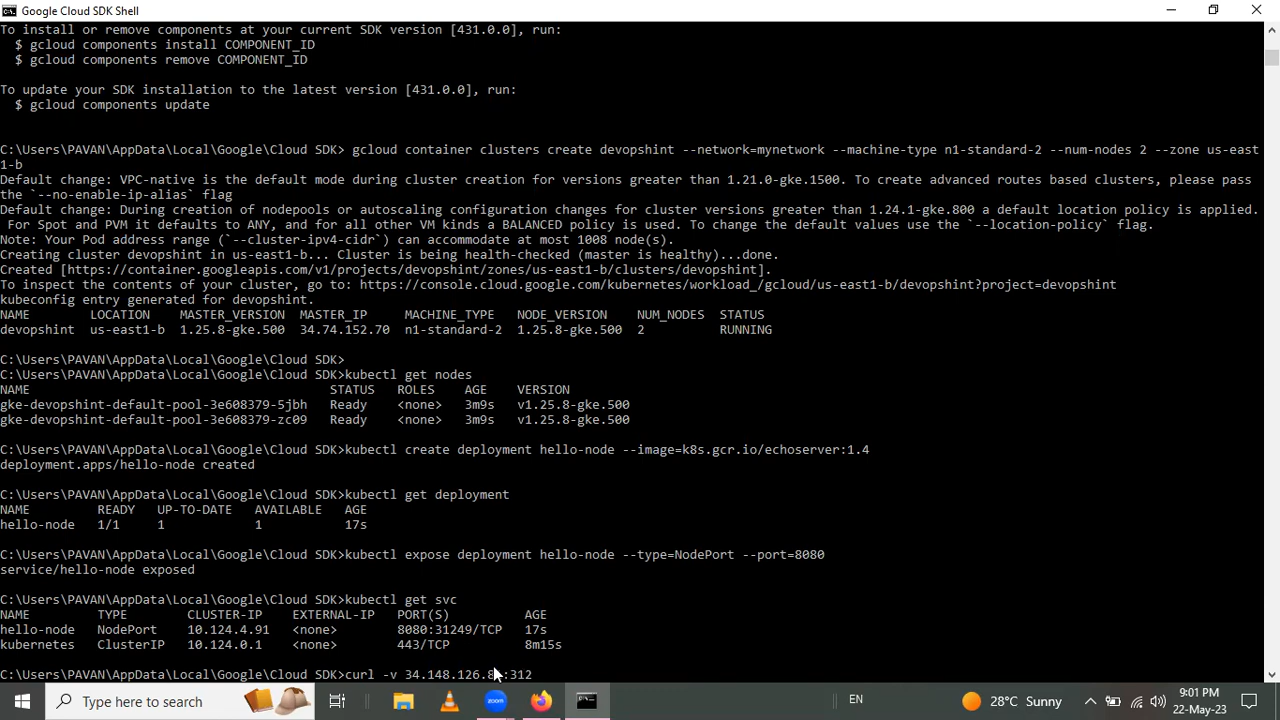 Google Cloud SDK Shell
To install or remove components at your current SDK version [431.0.0], run:
$ gcloud components install COMPONENT_ID
$ gcloud components remove COMPONENT_ID
To update your SDK installation to the latest version [431.0.0], run:
$ gcloud components update
C:\Users\PAVAN\AppData\Local\Google\Cloud SDK> gcloud container clusters create devopshint --network=mynetwork --machine-type n1-standard-2 --num-nodes 2 --zone us-east
1-b
Default change: VPC-native is the default mode during cluster creation for versions greater than 1.21.0-gke.1500. To create advanced routes based clusters, please pass
the `--no-enable-ip-alias` flag
Default change: During creation of nodepools or autoscaling configuration changes for cluster versions greater than 1.24.1-gke.800 a default location policy is applied.
For Spot and PVM it defaults to ANY, and for all other VM kinds a BALANCED policy is used. To change the default values use the `--location-policy` flag.
Note: Your Pod address range (`--cluster-ipv4-cidr`) can accommodate at most 1008 node(s).
Creating cluster devopshint in us-east1-b... Cluster is being health-checked (master is healthy)...done.
Created [https://container.googleapis.com/v1/projects/devopshint/zones/us-east1-b/clusters/devopshint].
To inspect the contents of your cluster, go to: https://console.cloud.google.com/kubernetes/workload_/gcloud/us-east1-b/devopshint?project=devopshint
kubeconfig entry generated for devopshint.
NAME LOCATION MASTER_VERSION MASTER_IP MACHINE_TYPE NODE_VERSION NUM_NODES STATUS
devopshint us-east1-b 1.25.8-gke.500 34.74.152.70 n1-standard-2 1.25.8-gke.500 2 RUNNING
C:\Users\PAVAN\AppData\Local\Google\Cloud SDK>
C:\Users\PAVAN\AppData\Local\Google\Cloud SDK>kubectl get nodes
NAME STATUS ROLES AGE VERSION
gke-devopshint-default-pool-3e608379-5jbh Ready <none> 3m9s v1.25.8-gke.500
gke-devopshint-default-pool-3e608379-zc09 Ready <none> 3m9s v1.25.8-gke.500
C:\Users\PAVAN\AppData\Local\Google\Cloud SDK>kubectl create deployment hello-node --image=k8s.gcr.io/echoserver:1.4
deployment.apps/hello-node created
C:\Users\PAVAN\AppData\Local\Google\Cloud SDK>kubectl get deployment
NAME READY UP-TO-DATE AVAILABLE AGE
hello-node 1/1 1 1 17s
C:\Users\PAVAN\AppData\Local\Google\Cloud SDK>kubectl expose deployment hello-node --type=NodePort --port=8080
service/hello-node exposed
C:\Users\PAVAN\AppData\Local\Google\Cloud SDK>kubectl get svc
NAME TYPE CLUSTER-IP EXTERNAL-IP PORT(S) AGE
hello-node NodePort 10.124.4.91 <none> 8080:31249/TCP 17s
kubernetes ClusterIP 10.124.0.1 <none> 443/TCP 8m15s
C:\Users\PAVAN\AppData\Local\Google\Cloud SDK>curl -v
Type here to search
zoom
EN
28°C Sunny
9:01 PM
22-May-23